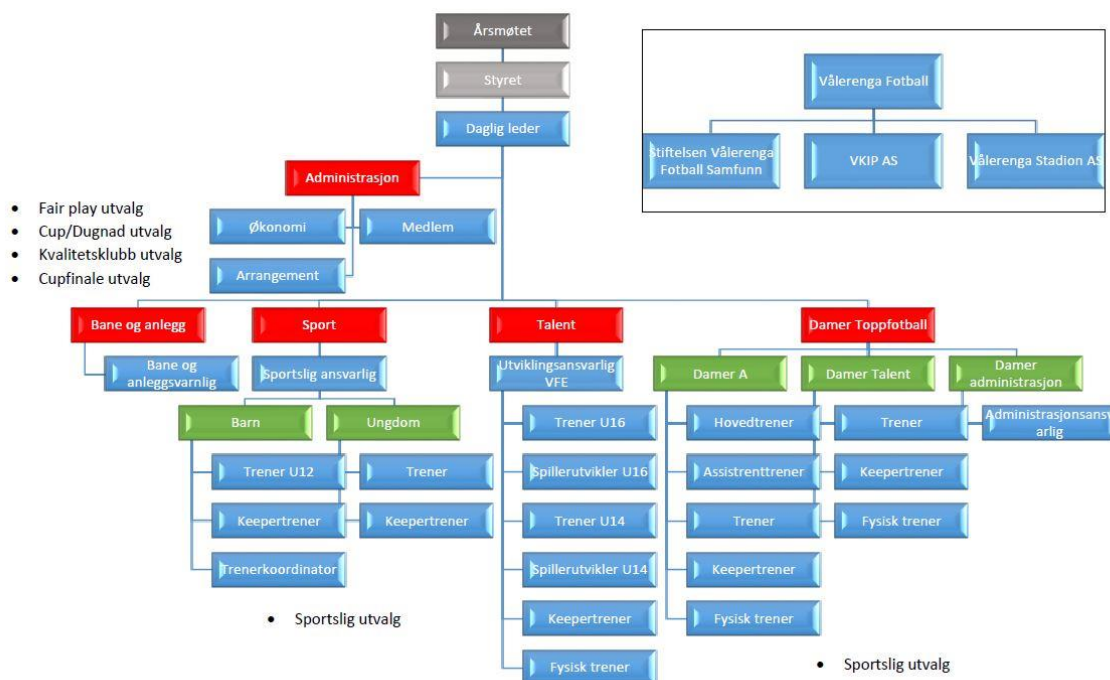 Årsmøtet
Styret
Daglig leder
Vålerenga Fotball
Stiftelsen Vålerenga
Fotball Samfunn
VKIP AS
Vålerenga Stadion AS
Administrasjon
Økonomi
Medlem
Arrangement
• Fair play utvalg
• Cup/Dugnad utvalg
• Kvalitetsklubb utvalg
• Cupfinale utvalg
Bane og anlegg
Sport
Talent
Damer Toppfotball
Bane og
anleggsvarnlig
Sportslig ansvarlig
Utviklingsansvarlig
VFE
Damer A
Damer Talent
Damer
administrasjon
Barn
Ungdom
Trener U12
Keepertrener
Trenerkoordinator
Trener
Keepertrener
Trener U16
Spillerutvikler U16
Trener U14
Spillerutvikler U14
Keepertrener
Fysisk trener
Hovedtrener
Assistrenttrener
Trener
Keepertrener
Fysisk trener
Trener
Keepertrener
Fysisk trener
Administrasjonsansv
arlig
• Sportslig utvalg
• Sportslig utvalg